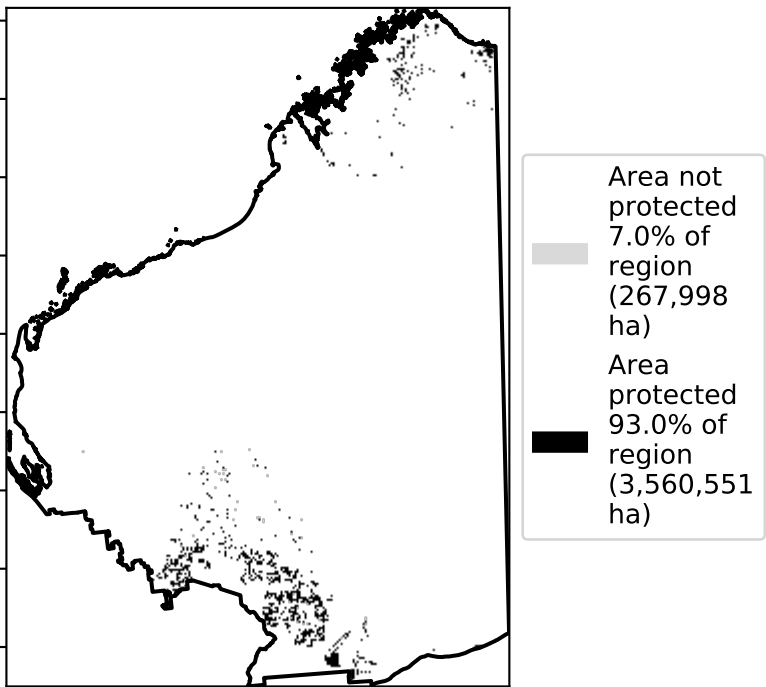 Area not
protected
7.0% of
region
(267,998
ha)
Area
protected
93.0% of
region
(3,560,551
ha)